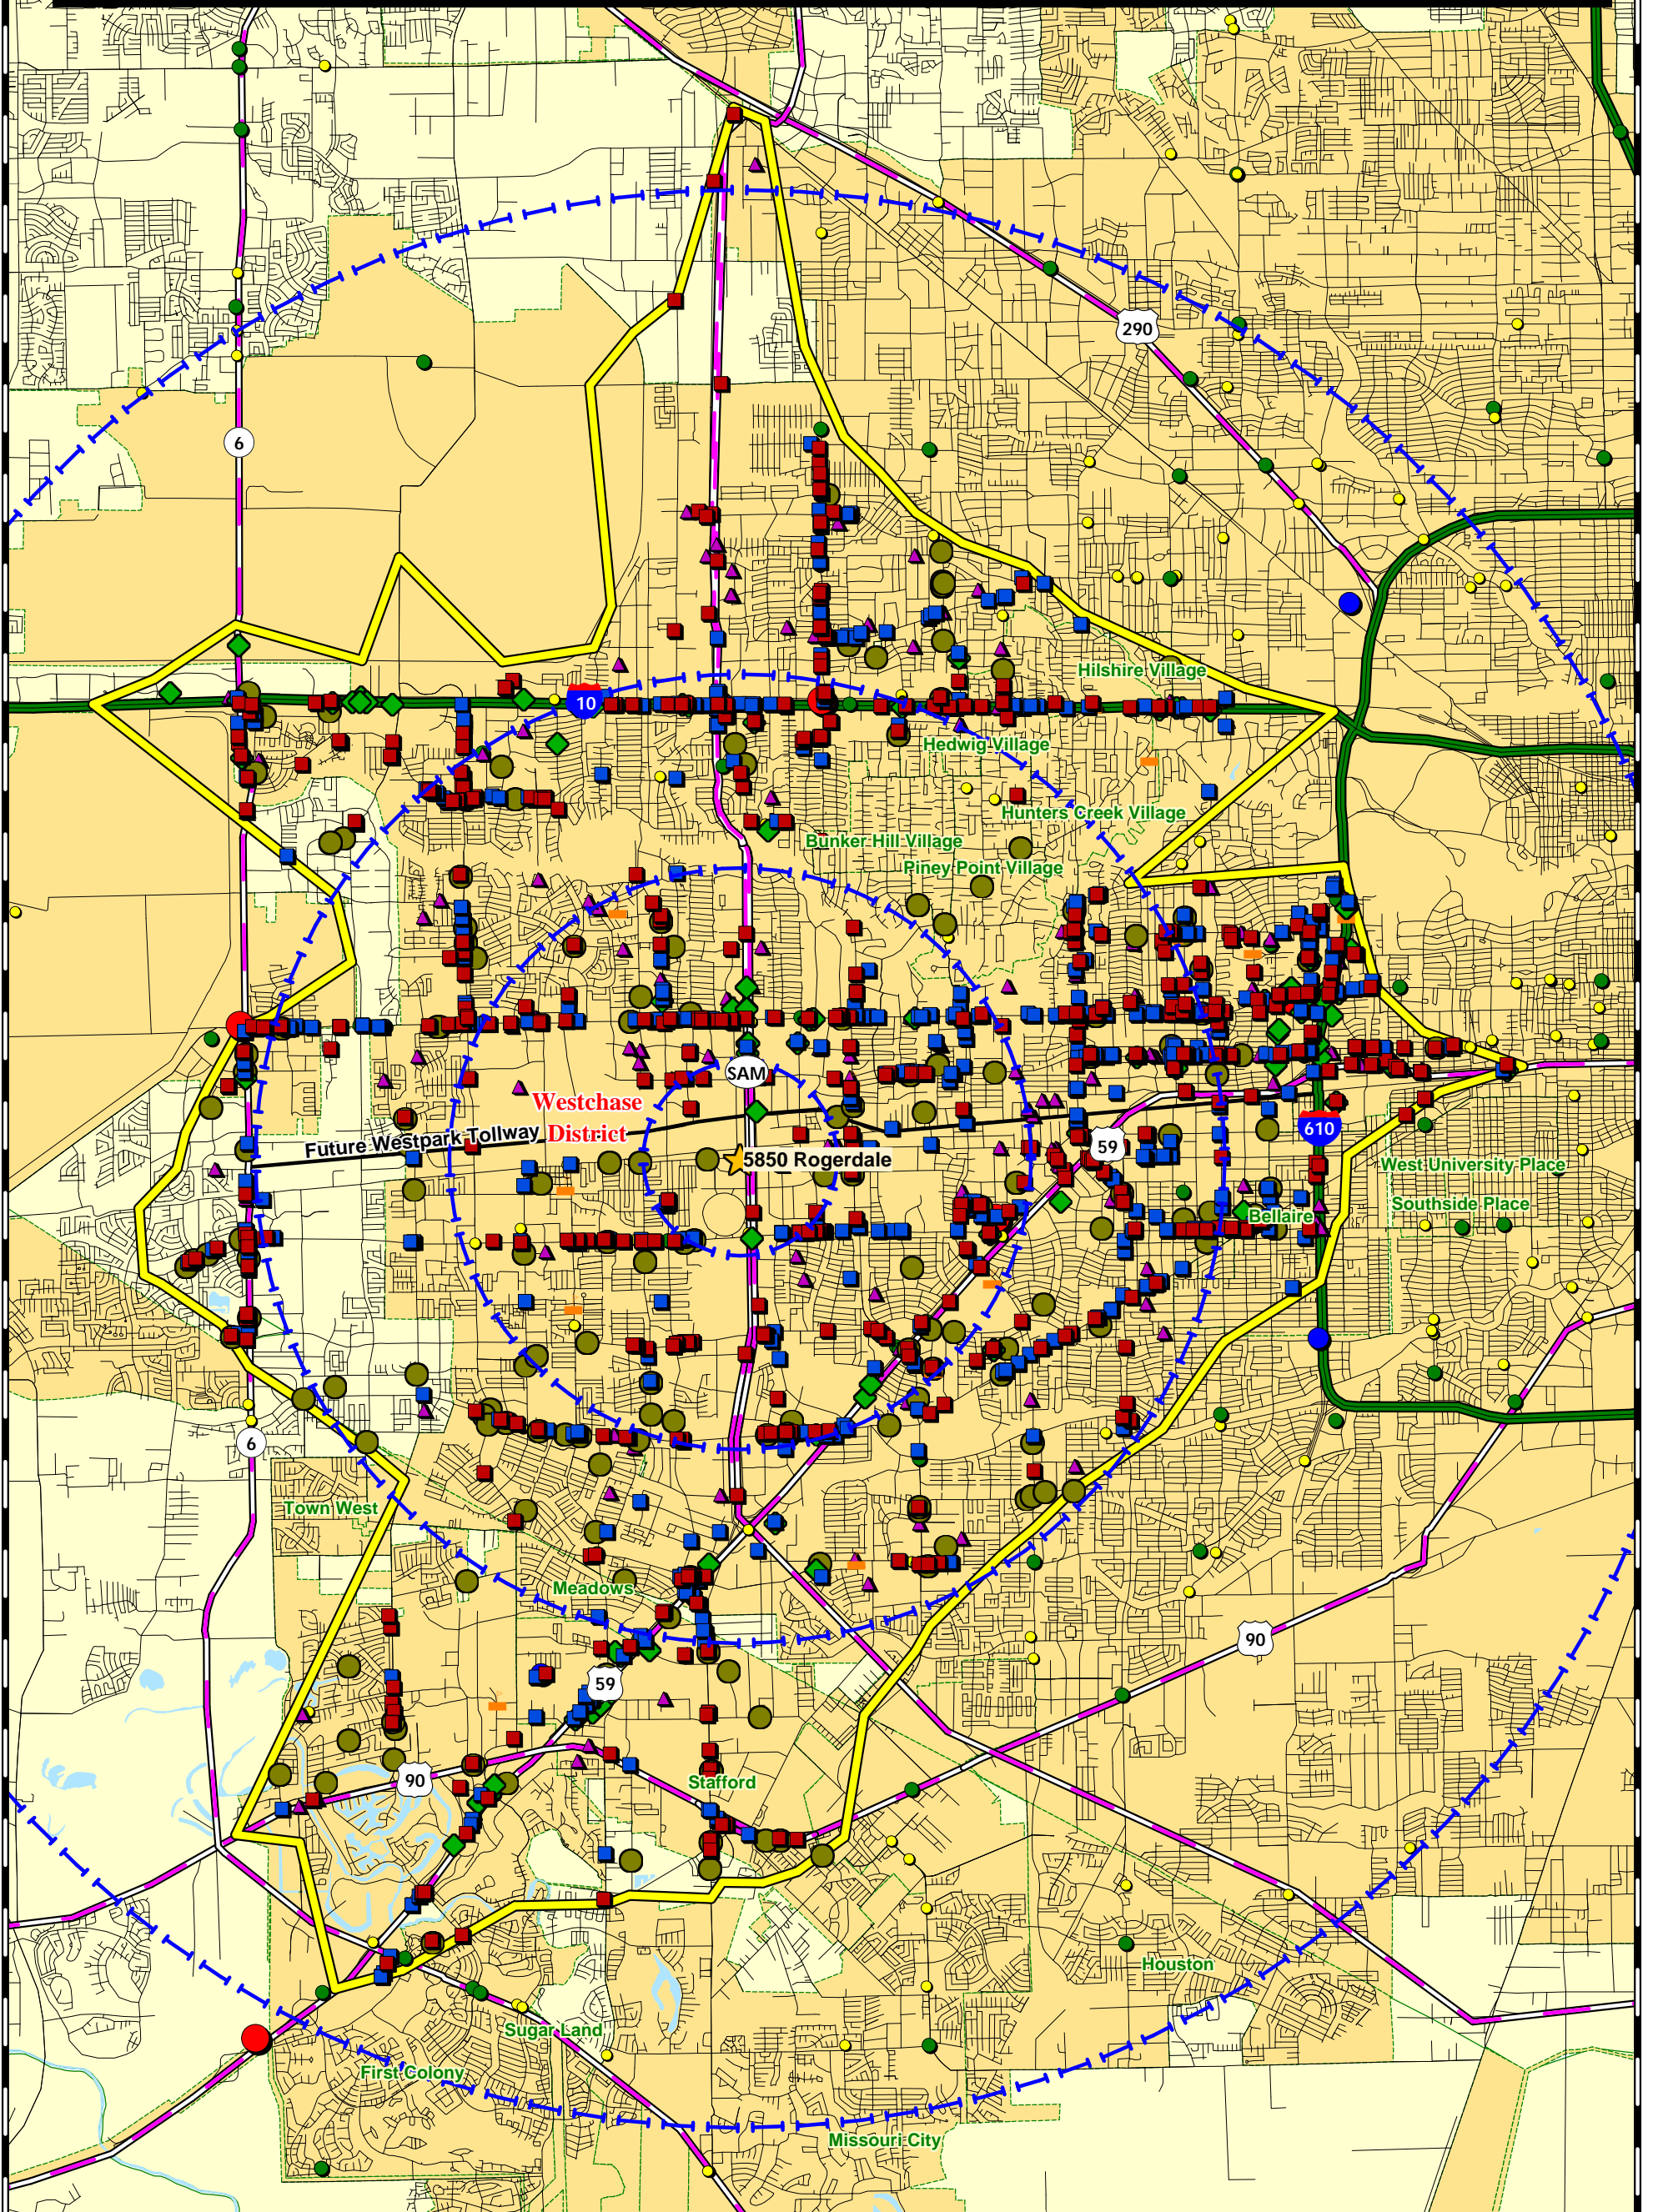 290
6
Hilshire Village
10
Hedwig Village
Hunters Creek Village
Bunker Hill Village
Piney Point Village
SAM
Westchase
District
Future Westpark Tollway
610
59
5850 Rogerdale
West University Place
Southside Place
Bellaire
6
Town West
Meadows
90
59
90
Stafford
Houston
Sugar Land
First Colony
Missouri City